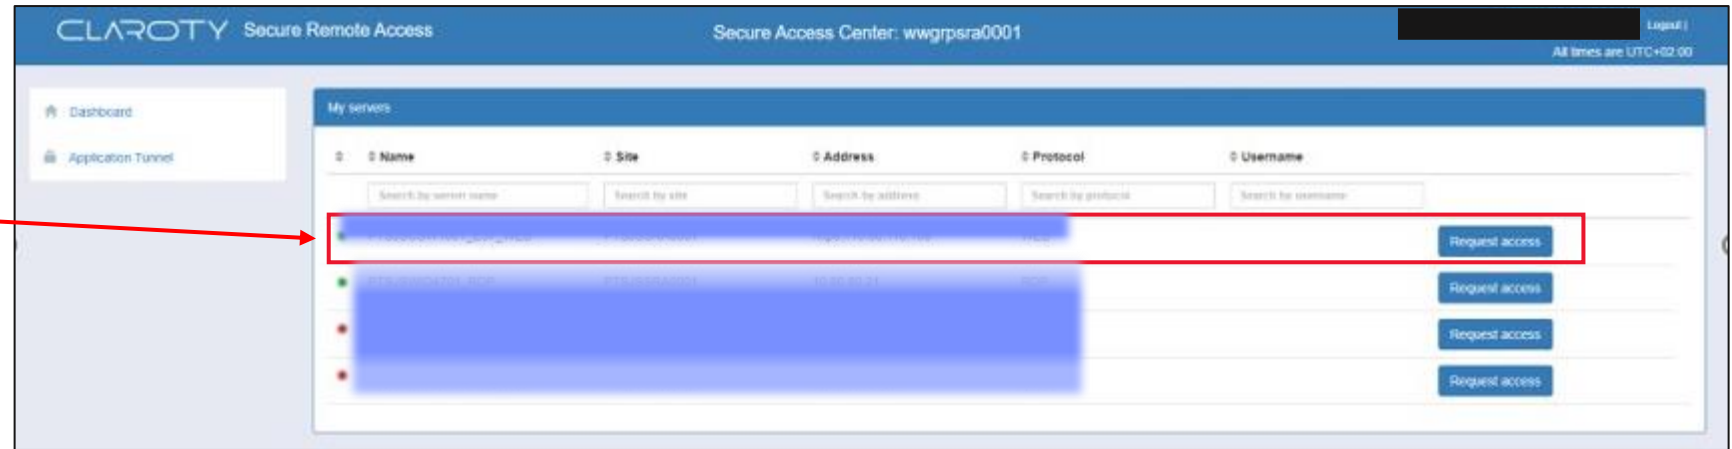 CLAROTY Secure Remote Access
Secure Access Center: wwgrpsra0001
Logout |
All times are UTC+02:00
Dashboard
Application Tunnel
My servers
Name Site Address Protocol Username
Search by server name Search by site Search by address Search by protocol Search by username
Request access
Request access
Request access
Request access